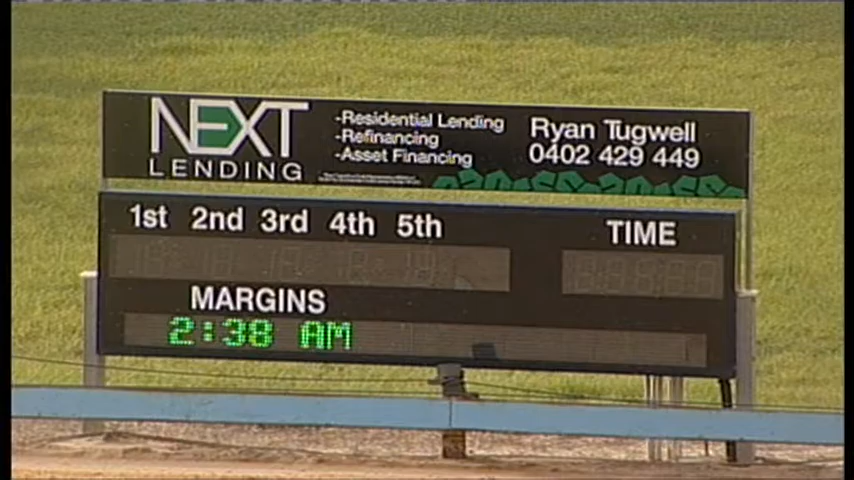 NEXT
LENDING
-Residential Lending
-Refinancing
-Asset Financing
Ryan Tugwell
0402 429 449
1st 2nd 3rd 4th 5th
TIME
MARGINS
2:38 AM